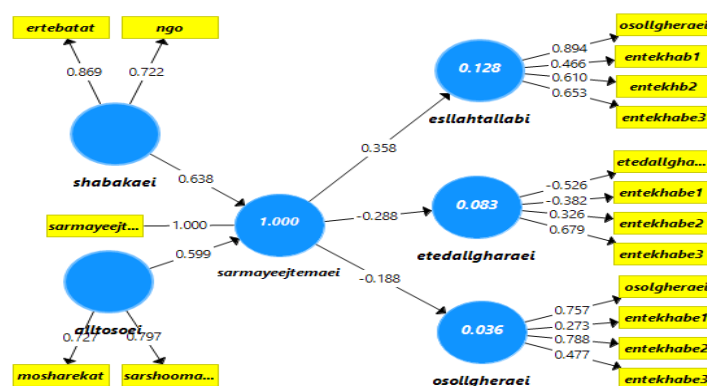 ertebatat
ngo
0.869
0.722
shabakaei
0.638
sarmayeejt...
1.000
0.599
1.000
sarmayeejtemaei
alltosoei
0.727
0.797
mosharekat
sarshooma...
0.358
-0.288
-0.188
0.128
esllahtallabi
0.894
0.466
0.610
0.653
osollgheraei
entekhab1
entekhb2
entekhabe3
0.083
etedallgharaei
-0.526
-0.382
0.326
0.679
etedallgha...
entekhabe1
entekhabe2
entekhabe3
0.036
osollgheraei
0.757
0.273
0.788
0.477
osolgheraei
entekhabe1
entekhabe2
entekhabe3